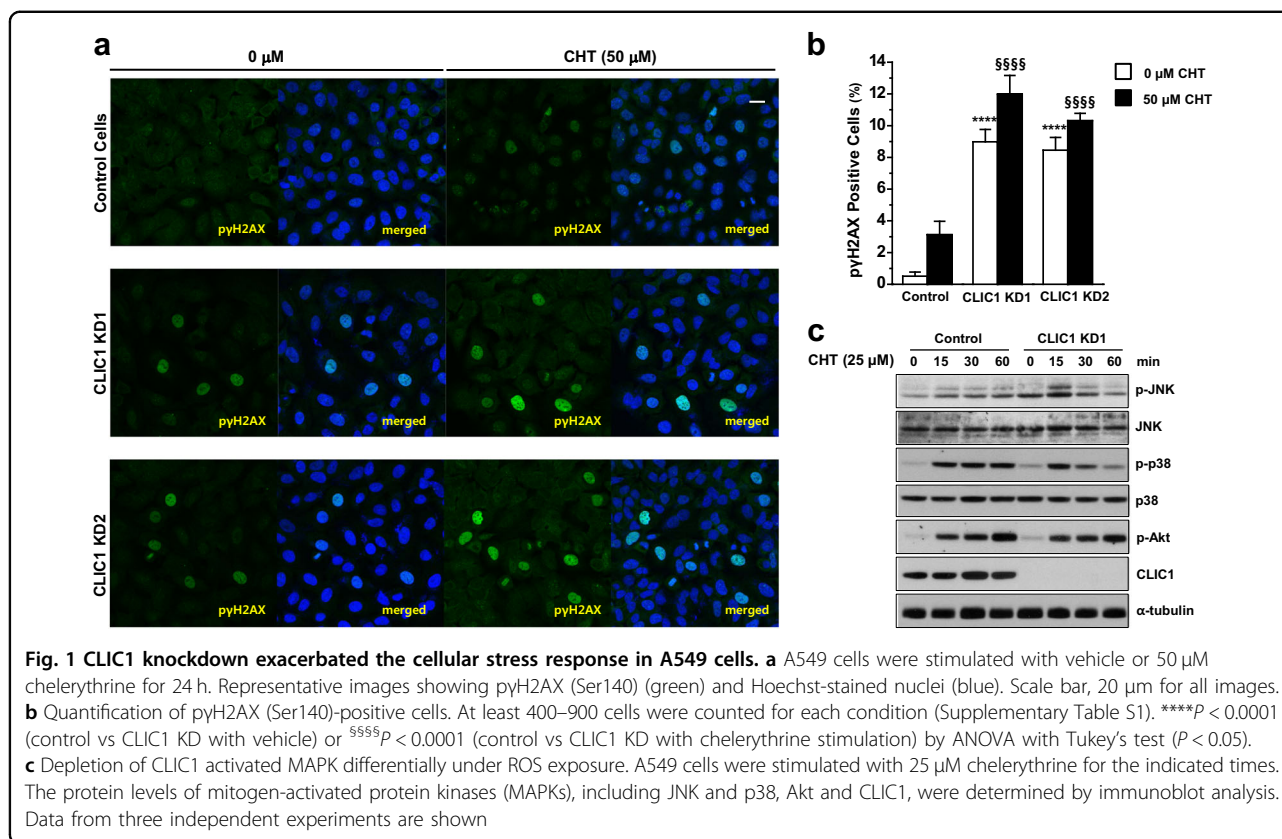 a
0 µM
CHT (50 µM)
Control Cells
pγH2AX
merged
pγH2AX
merged
CLIC1 KD1
pγH2AX
merged
pγH2AX
merged
CLIC1 KD2
pγH2AX
merged
pγH2AX
merged
b
pγH2AX Positive Cells (%)
14
12
10
8
6
4
2
0
****
§§§§
****
§§§§
0 µM CHT
50 µM CHT
Control
CLIC1 KD1
CLIC1 KD2
c
Control
CLIC1 KD1
CHT (25 µM) 0 15 30 60 0 15 30 60 min
p-JNK
JNK
p-p38
p38
p-Akt
CLIC1
α-tubulin
Fig. 1 CLIC1 knockdown exacerbated the cellular stress response in A549 cells. a A549 cells were stimulated with vehicle or 50 µM
chelerythrine for 24 h. Representative images showing pγH2AX (Ser140) (green) and Hoechst-stained nuclei (blue). Scale bar, 20 µm for all images.
b Quantification of pγH2AX (Ser140)-positive cells. At least 400–900 cells were counted for each condition (Supplementary Table S1). ****P < 0.0001
(control vs CLIC1 KD with vehicle) or §§§§P < 0.0001 (control vs CLIC1 KD with chelerythrine stimulation) by ANOVA with Tukey's test (P < 0.05).
c Depletion of CLIC1 activated MAPK differentially under ROS exposure. A549 cells were stimulated with 25 µM chelerythrine for the indicated times.
The protein levels of mitogen-activated protein kinases (MAPKs), including JNK and p38, Akt and CLIC1, were determined by immunoblot analysis.
Data from three independent experiments are shown